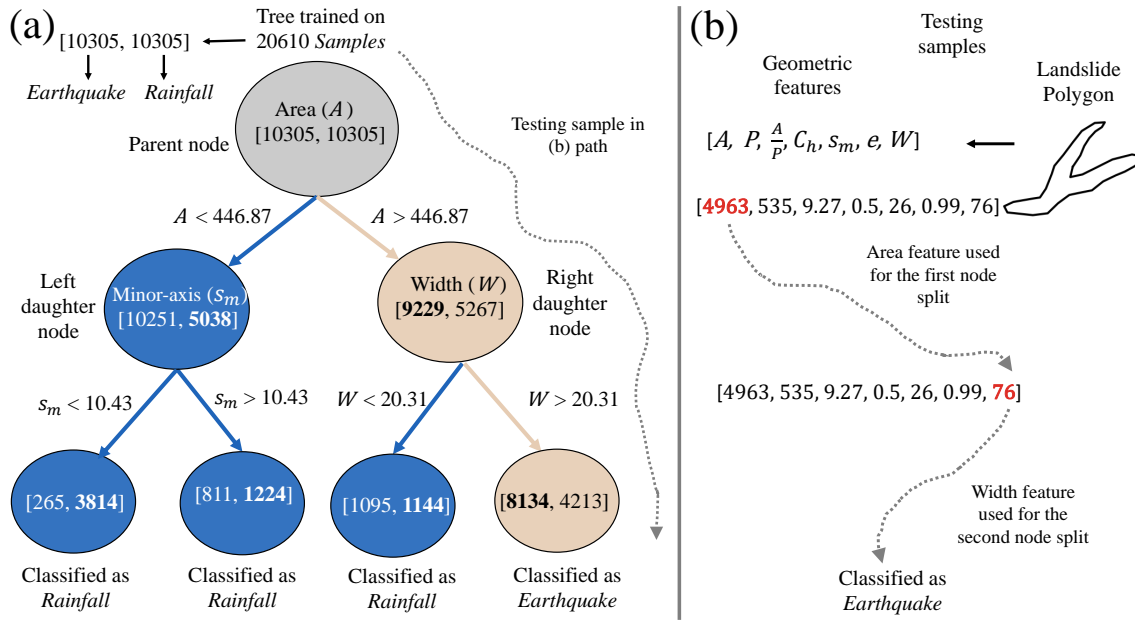 (a)
[10305, 10305]
Earthquake
Rainfall
Tree trained on
20610 Samples
Area (A)
[10305, 10305]
Parent node
Testing sample in
(b) path
A < 446.87
A > 446.87
Left
daughter
node
Minor-axis (sₘ)
[10251, 5038]
Width (W)
[9229, 5267]
Right
daughter
node
sₘ < 10.43
sₘ > 10.43
W < 20.31
W > 20.31
[265, 3814]
[811, 1224]
[1095, 1144]
[8134, 4213]
Classified as
Rainfall
Classified as
Rainfall
Classified as
Rainfall
Classified as
Earthquake
(b)
Testing
samples
Geometric
features
Landslide
Polygon
[A, P, A/P, Cₕ, sₘ, e, W]
[4963, 535, 9.27, 0.5, 26, 0.99, 76]
Area feature used
for the first node
split
[4963, 535, 9.27, 0.5, 26, 0.99, 76]
Width feature
used for the
second node split
Classified as
Earthquake